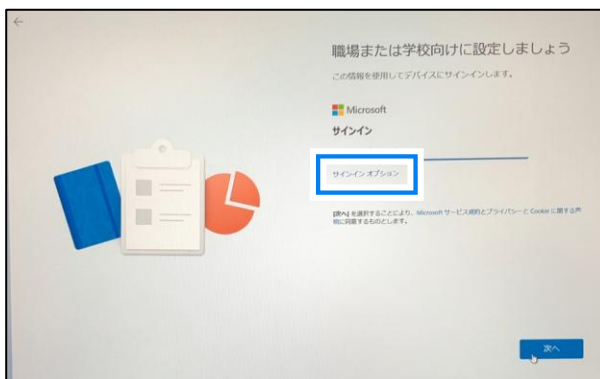 職場または学校向けに設定しましょう
この情報を使用してデバイスにサインインします。
Microsoft
サインイン
サインイン オプション
[次へ] を選択することにより、Microsoft サービス規約とプライバシーと Cookie に関する声
明に同意するものとします。
次へ